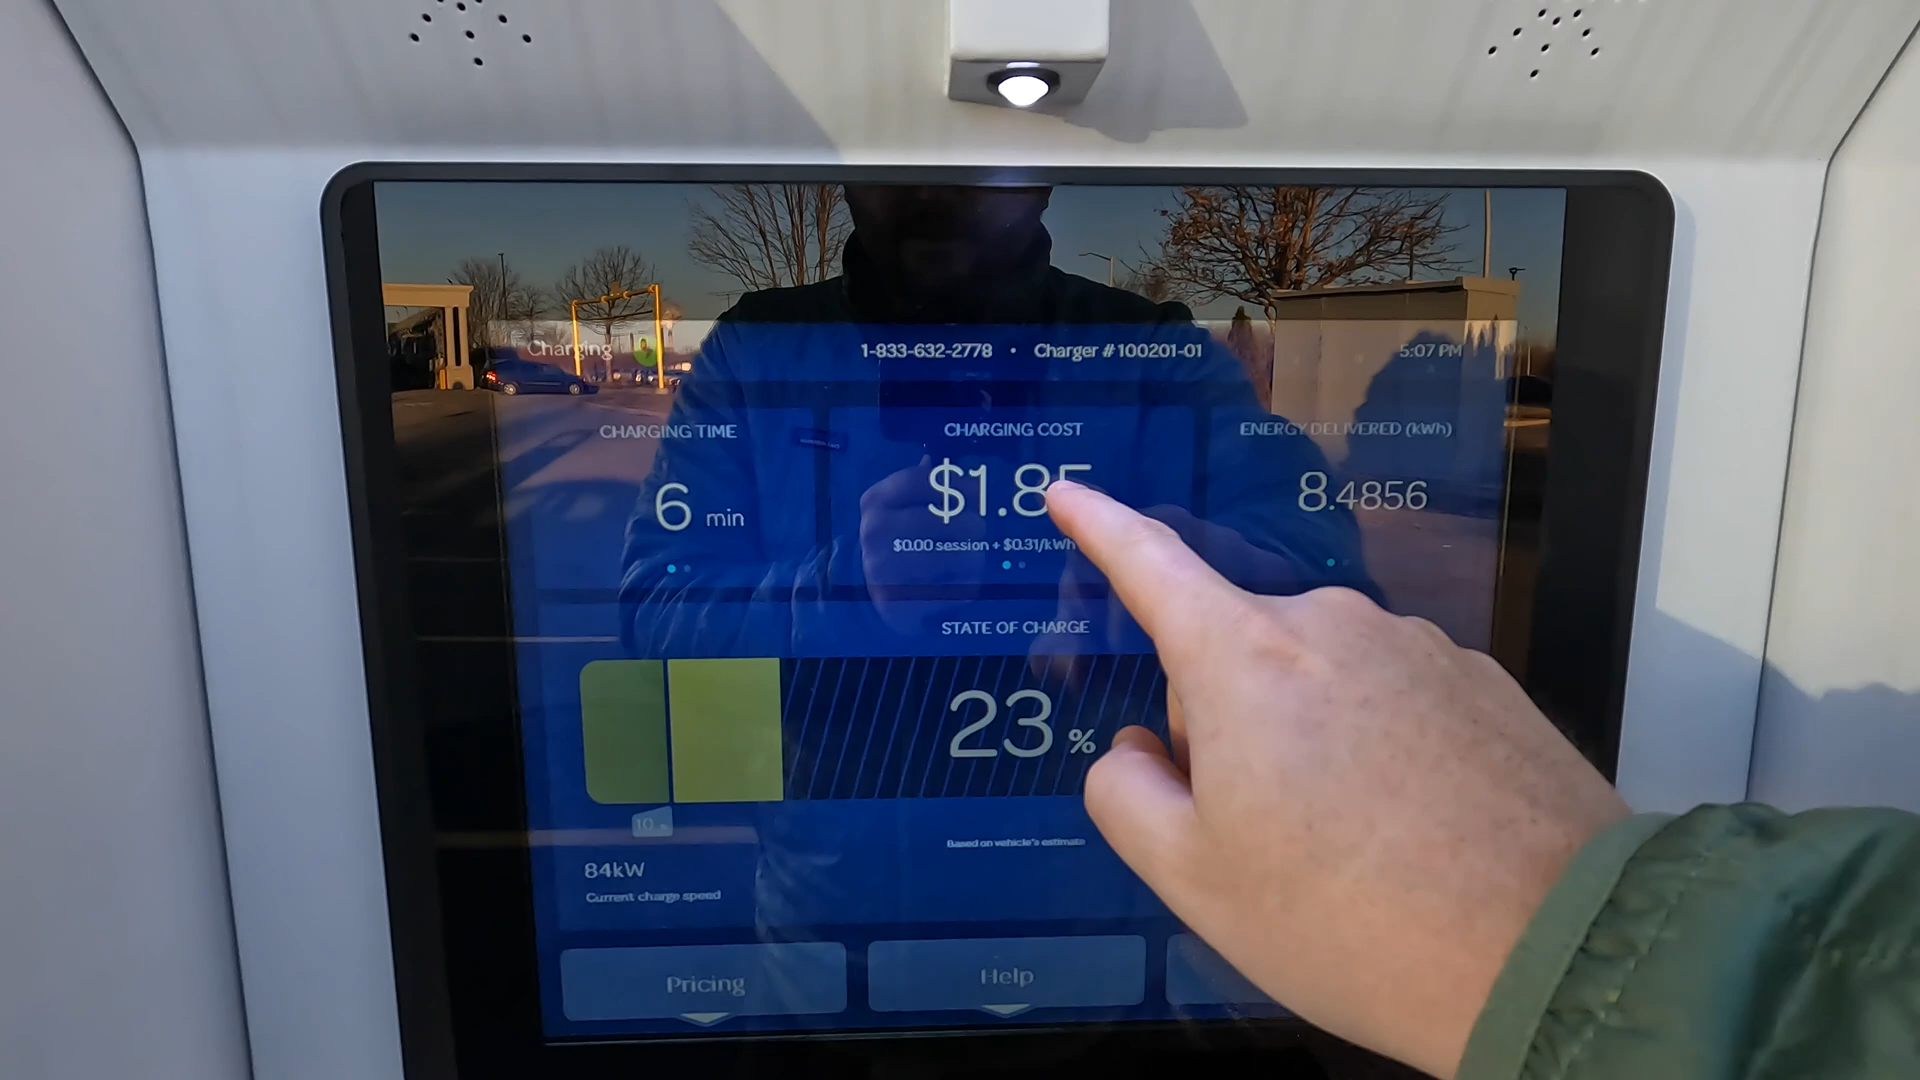 Charging
1-833-632-2778 • Charger #100201-01
5:07 PM
CHARGING TIME
6 min
CHARGING COST
$1.85
$0.00 session + $0.31/kWh
ENERGY DELIVERED (kWh)
8.4856
STATE OF CHARGE
23 %
10 %
Based on vehicle's estimate
84kW
Current charge speed
Pricing
Help